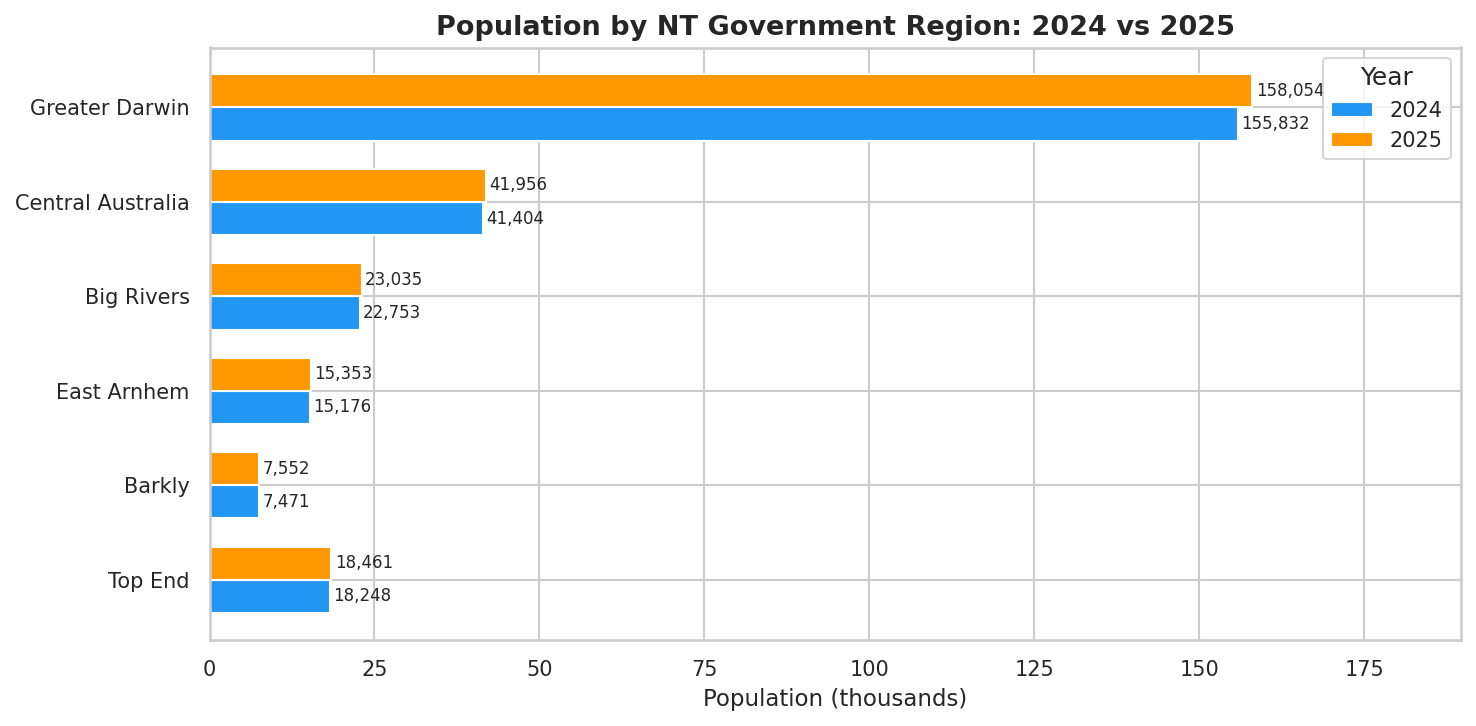 Population by NT Government Region: 2024 vs 2025
Year
2024
2025
Greater Darwin
158,054
155,832
Central Australia
41,956
41,404
Big Rivers
23,035
22,753
East Arnhem
15,353
15,176
Barkly
7,552
7,471
Top End
18,461
18,248
0 25 50 75 100 125 150 175
Population (thousands)